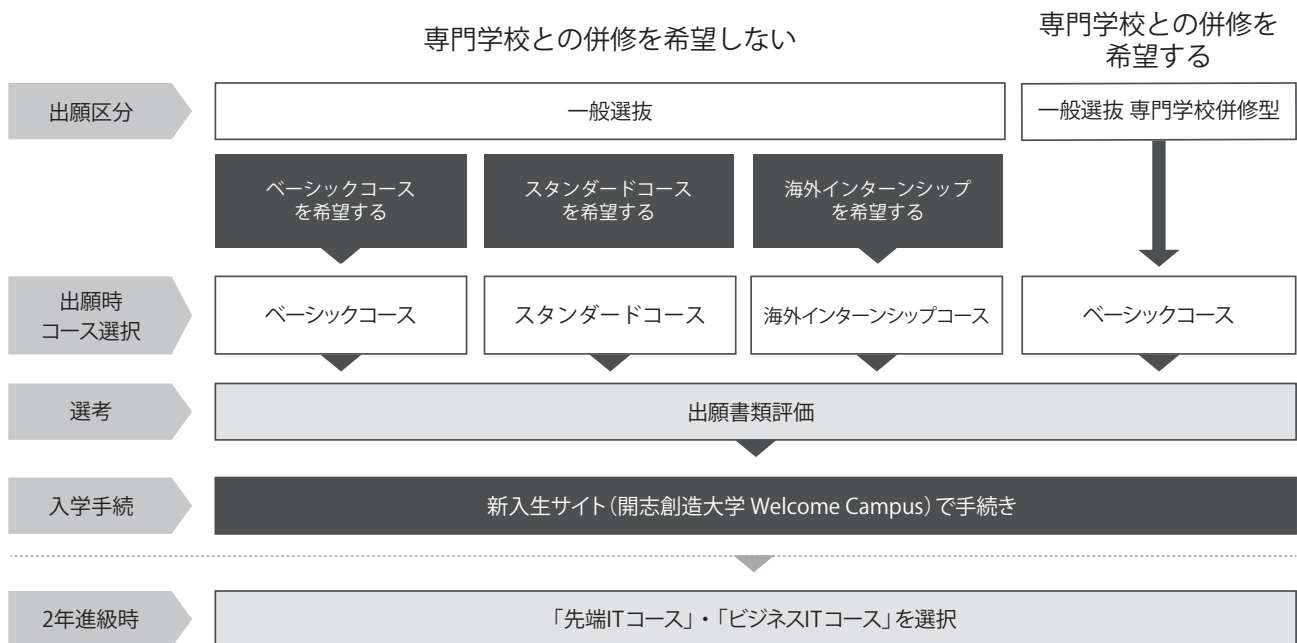 専門学校との併修を希望しない
専門学校との併修を
希望する
出願区分
一般選抜
一般選抜 専門学校併修型
ベーシックコース
を希望する
スタンダードコース
を希望する
海外インターンシップ
を希望する
出願時
コース選択
ベーシックコース
スタンダードコース
海外インターンシップコース
ベーシックコース
選考
出願書類評価
入学手続
新入生サイト（開志創造大学 Welcome Campus）で手続き
2年進級時
「先端ITコース」・「ビジネスITコース」を選択